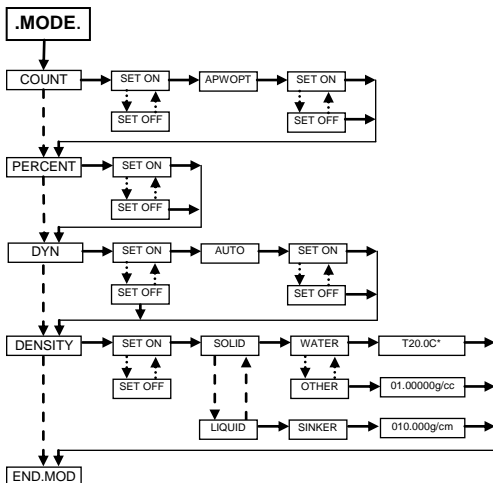 .MODE.
COUNT SET ON APWOPT SET ON
SET OFF SET OFF
PERCENT SET ON
SET OFF
DYN SET ON AUTO SET ON
SET OFF SET OFF
DENSITY SET ON SOLID WATER T20.0C*
SET OFF OTHER 01.00000g/cc
LIQUID SINKER 010.000g/cm
END.MOD